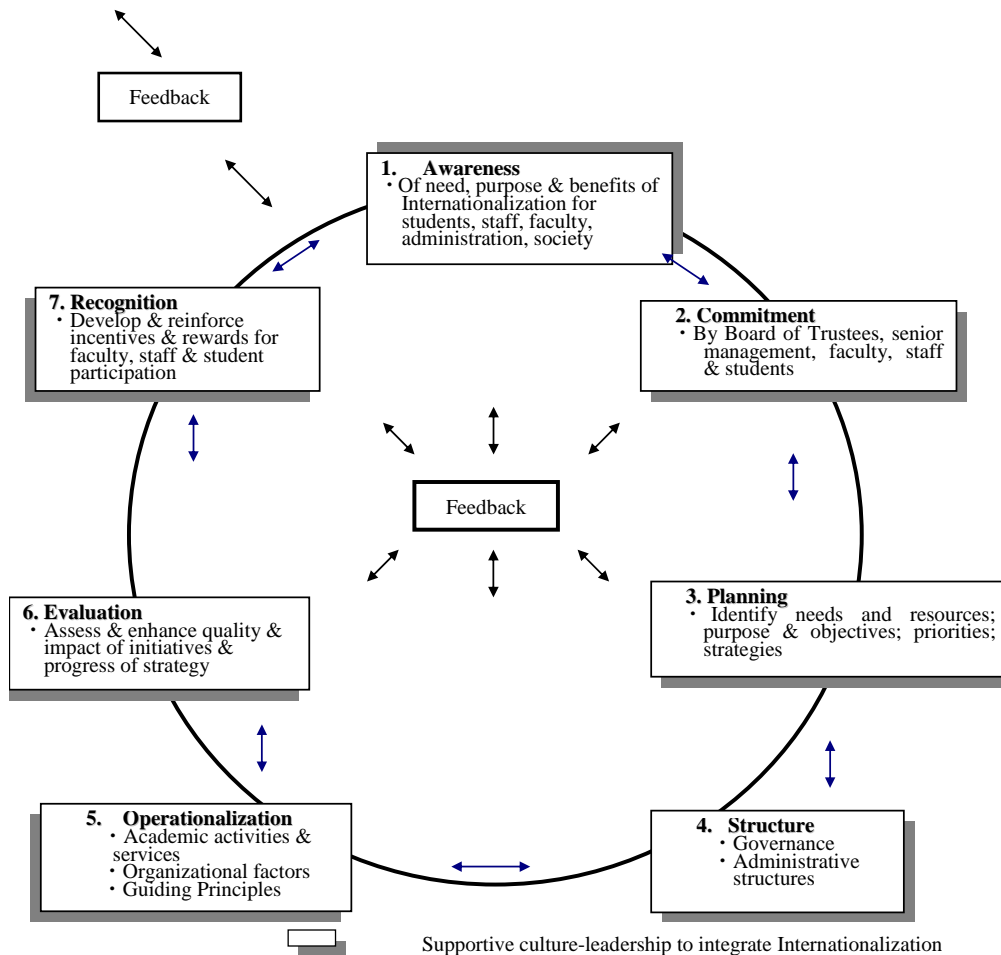 Feedback
1. Awareness
· Of need, purpose & benefits of
Internationalization for
students, staff, faculty,
administration, society
7. Recognition
· Develop & reinforce
incentives & rewards for
faculty, staff & student
participation
2. Commitment
· By Board of Trustees, senior
management, faculty, staff
& students
Feedback
6. Evaluation
· Assess & enhance quality &
impact of initiatives &
progress of strategy
3. Planning
· Identify needs and resources;
purpose & objectives; priorities;
strategies
5. Operationalization
· Academic activities &
services
· Organizational factors
· Guiding Principles
4. Structure
· Governance
· Administrative
structures
Supportive culture-leadership to integrate Internationalization